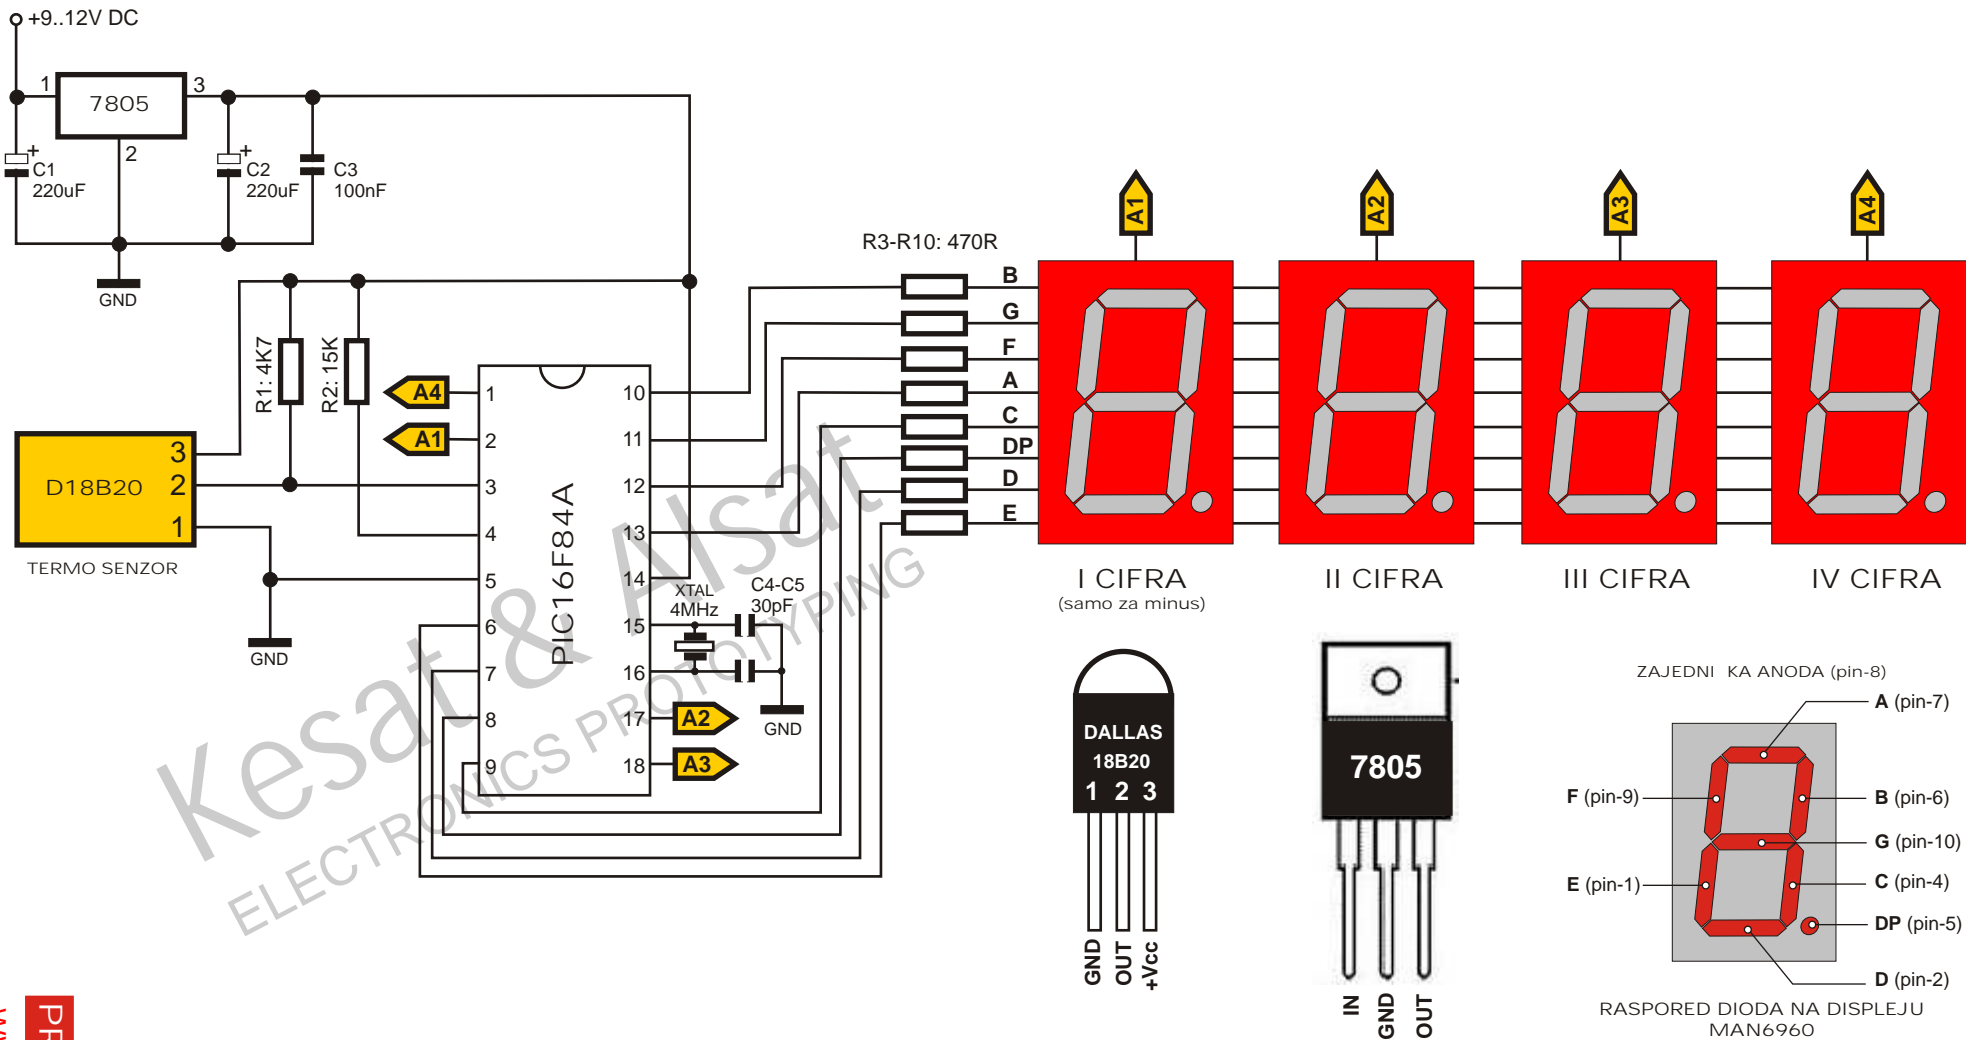 +9..12V DC
1
7805
3
2
+
C1
220uF
+
C2
220uF
C3
100nF
GND
R1: 4K7
R2: 15K
D18B20
3
2
1
TERMO SENZOR
GND
A4
A1
PIC16F84A
1
2
3
4
5
6
7
8
9
10
11
12
13
14
15
16
17
18
XTAL
4MHz
C4-C5
30pF
GND
A2
A3
R3-R10: 470R
B
G
F
A
C
DP
D
E
A1
A2
A3
A4
I CIFRA
(samo za minus)
II CIFRA
III CIFRA
IV CIFRA
Kesat & Alsat
ELECTRONICS PROTOTYPING
DALLAS
18B20
1 2 3
GND
OUT
+Vcc
7805
IN
GND
OUT
ZAJEDNI KA ANODA (pin-8)
A (pin-7)
F (pin-9)
B (pin-6)
G (pin-10)
E (pin-1)
C (pin-4)
DP (pin-5)
D (pin-2)
RASPORED DIODA NA DISPLEJU
MAN6960